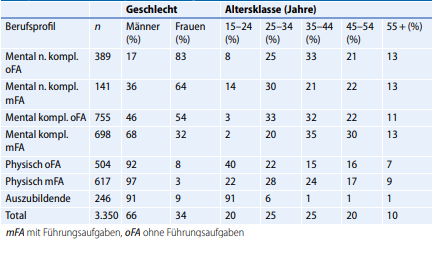 Geschlecht Altersklasse (Jahre)
Berufsprofil n Männer (%) Frauen (%) 15–24 (%) 25–34 (%) 35–44 (%) 45–54 (%) 55 + (%)
Mental n. kompl. oFA 389 17 83 8 25 33 21 13
Mental n. kompl. mFA 141 36 64 14 30 21 22 13
Mental kompl. oFA 755 46 54 3 33 32 22 11
Mental kompl. mFA 698 68 32 2 20 35 30 13
Physisch oFA 504 92 8 40 22 15 16 7
Physisch mFA 617 97 3 22 28 24 17 9
Auszubildende 246 91 9 91 6 1 1 1
Total 3.350 66 34 20 25 25 20 10
mFA mit Führungsaufgaben, oFA ohne Führungsaufgaben